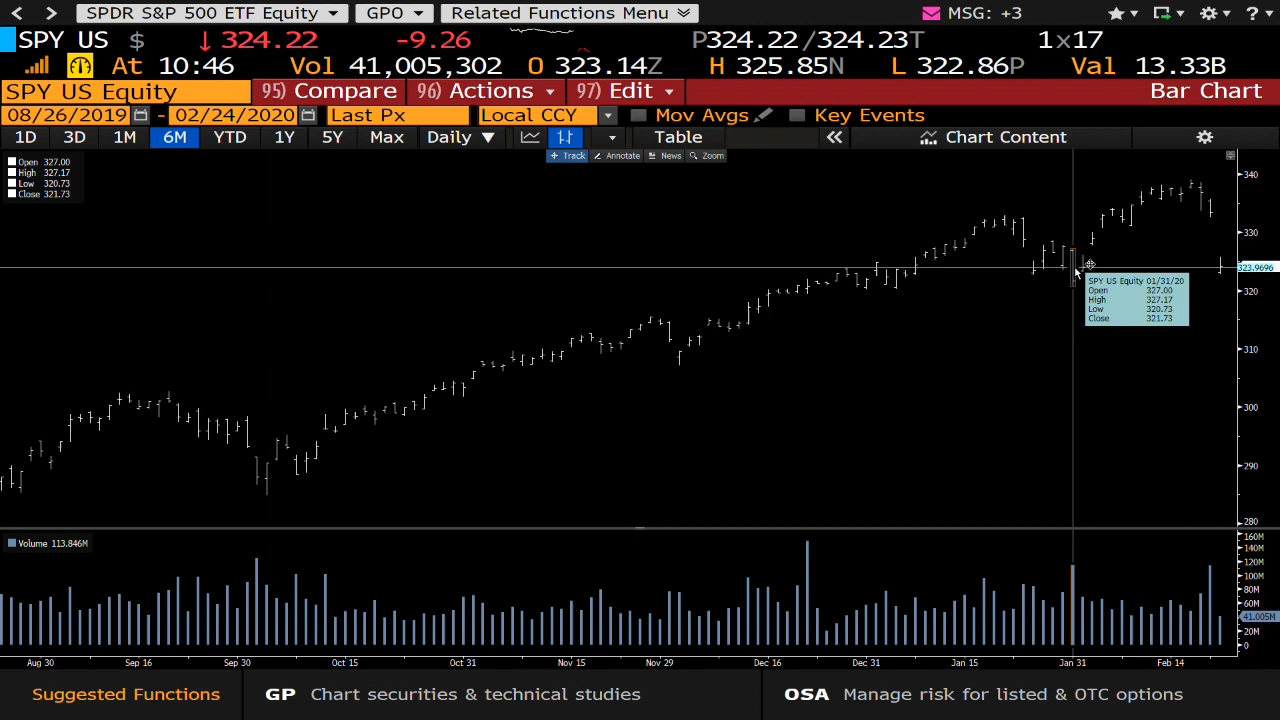 SPDR S&P 500 ETF Equity GPO Related Functions Menu MSG: +3 ?
SPY US $ ↓ 324.22 -9.26 P324.22/324.23T 1x17
At 10:46 Vol 41,005,302 O 323.14Z H 325.85N L 322.86P Val 13.33B
SPY US Equity 95) Compare 96) Actions 97) Edit Bar Chart
08/26/2019 - 02/24/2020 Last Px Local CCY Mov Avgs Key Events
1D 3D 1M 6M YTD 1Y 5Y Max Daily ▼ Table « Chart Content
Track Annotate News Zoom
Open 327.00
High 327.17
Low 320.73
Close 321.73
340
330
323.9696
320
310
300
290
280
SPY US Equity 01/31/20
Open 327.00
High 327.17
Low 320.73
Close 321.73
Volume 113.846M
160M
140M
120M
100M
80M
60M
41.005M
20M
0
Aug 30 Sep 16 Sep 30 Oct 15 Oct 31 Nov 15 Nov 29 Dec 16 Dec 31 Jan 15 Jan 31 Feb 14
Suggested Functions GP Chart securities & technical studies OSA Manage risk for listed & OTC options